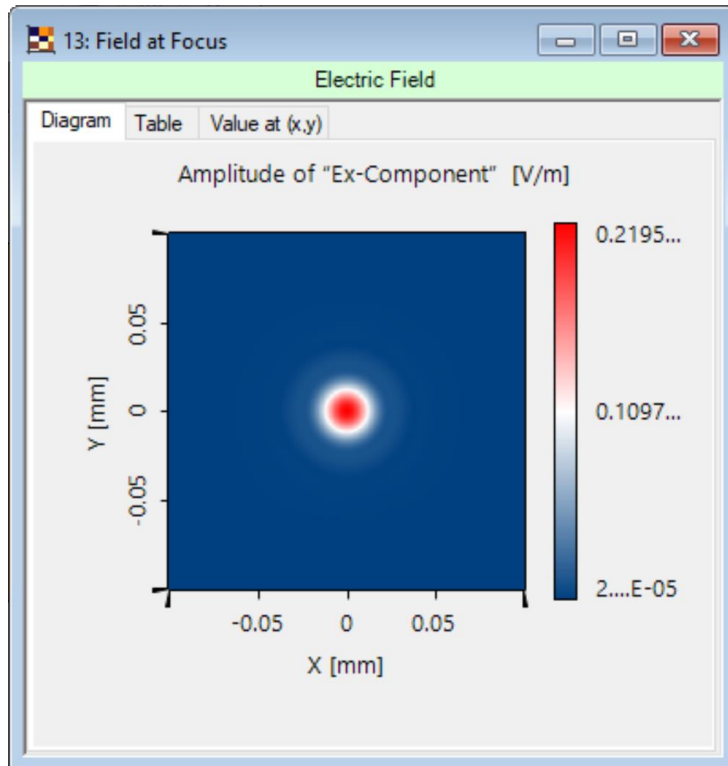 13: Field at Focus
Electric Field
Diagram Table Value at (x,y)
Amplitude of "Ex-Component" [V/m]
0.2195...
0.05
0
-0.05
Y [mm]
0.1097...
2....E-05
-0.05 0 0.05
X [mm]